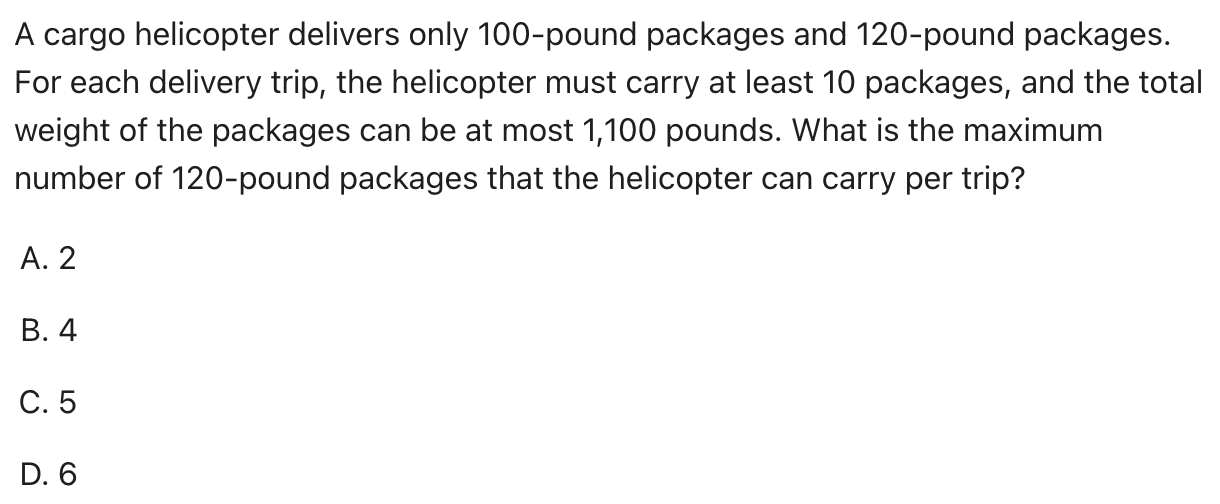 A cargo helicopter delivers only 100-pound packages and 120-pound packages.
For each delivery trip, the helicopter must carry at least 10 packages, and the total
weight of the packages can be at most 1,100 pounds. What is the maximum
number of 120-pound packages that the helicopter can carry per trip?
A. 2
B. 4
C. 5
D. 6